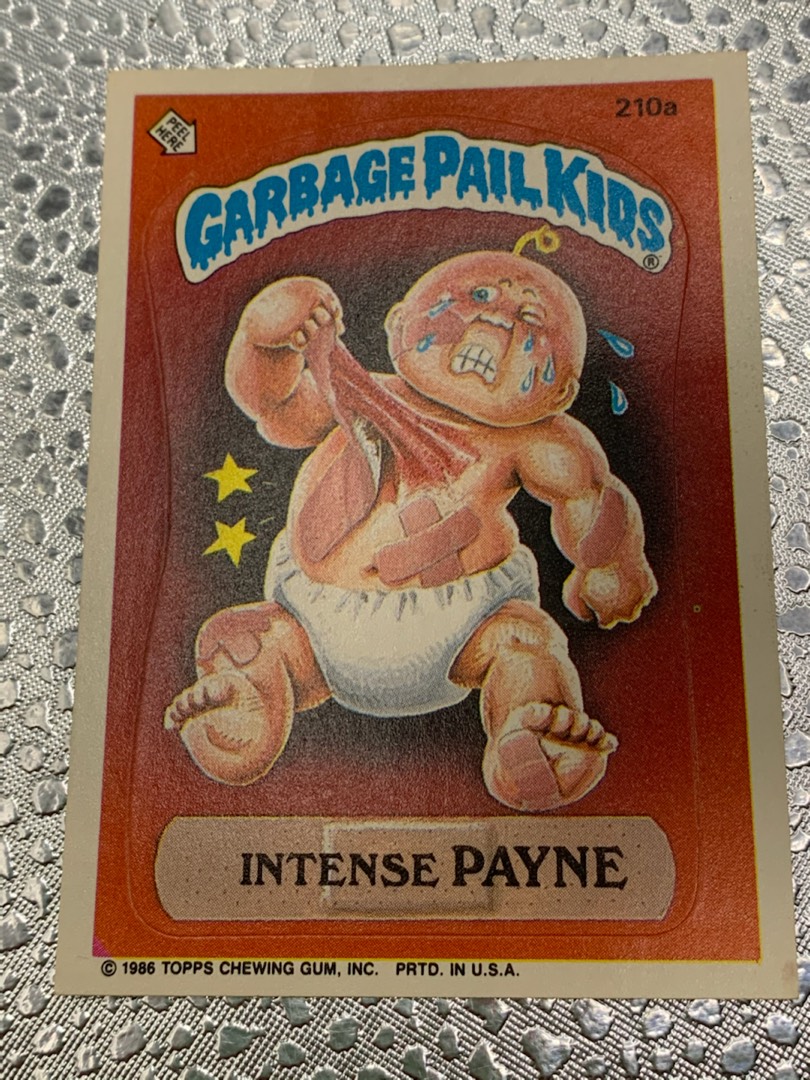 210a
PEEL
HERE
GARBAGE PAIL KIDS
®
INTENSE PAYNE
© 1986 TOPPS CHEWING GUM, INC. PRTD. IN U.S.A.